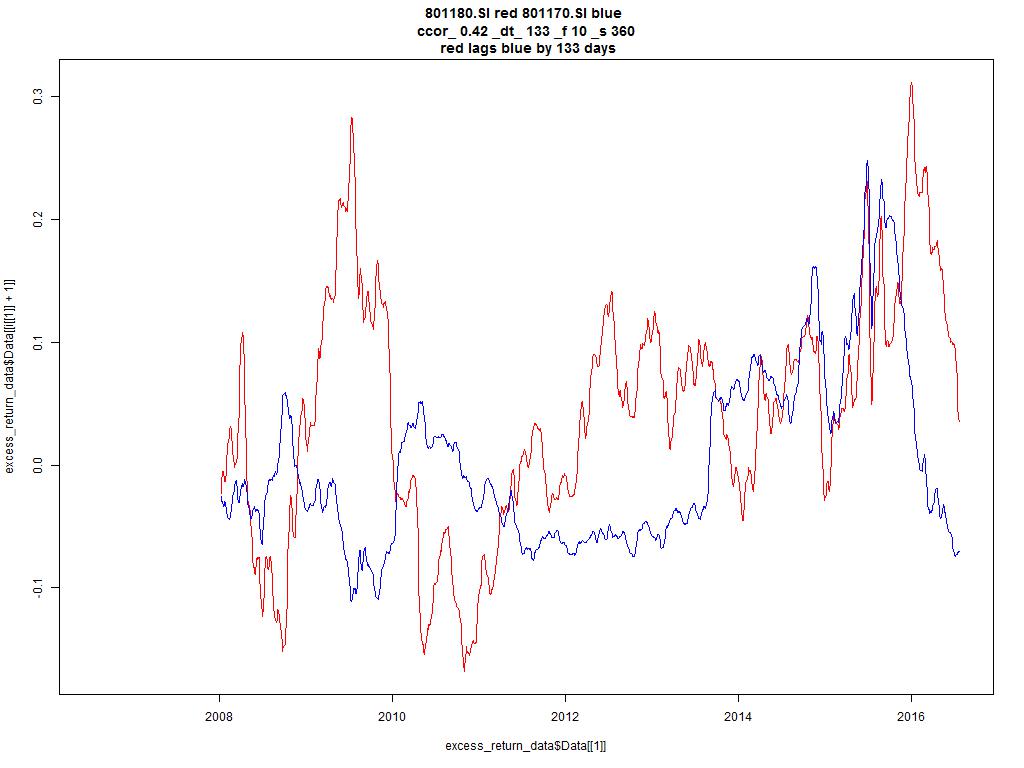 801180.SI red 801170.SI blue
ccor_ 0.42 _dt_ 133 _f 10 _s 360
red lags blue by 133 days
excess_return_data$Data[[i[[1]] + 1]]
0.3
0.2
0.1
0.0
-0.1
2008 2010 2012 2014 2016
excess_return_data$Data[[1]]